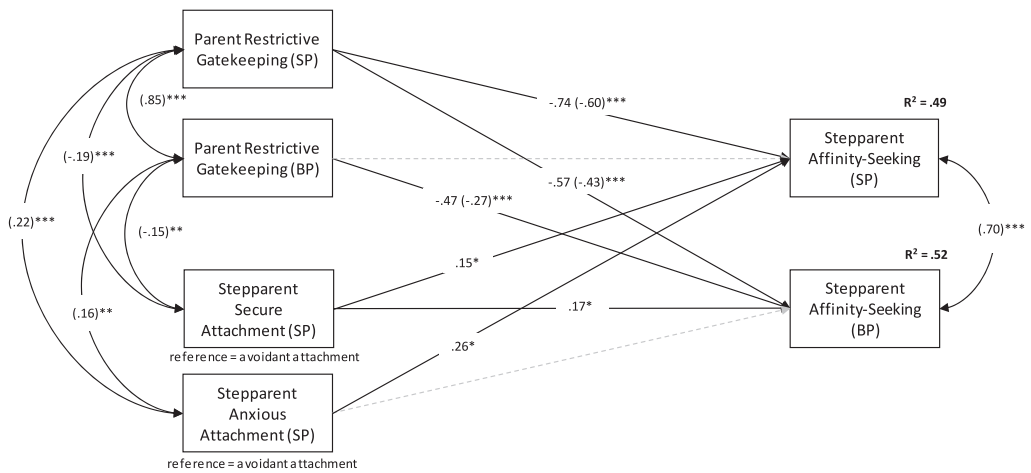 Parent Restrictive
Gatekeeping (SP)
(.85)***
-.74 (-.60)***
R² = .49
Parent Restrictive
Gatekeeping (BP)
(-.19)***
Stepparent
Affinity-Seeking
(SP)
-.57 (-.43)***
-.47 (-.27)***
(.22)***
(-.15)**
(.70)***
.15*
R² = .52
Stepparent
Secure
Attachment (SP)
reference = avoidant attachment
(.16)**
.17*
Stepparent
Affinity-Seeking
(BP)
.26*
Stepparent
Anxious
Attachment (SP)
reference = avoidant attachment